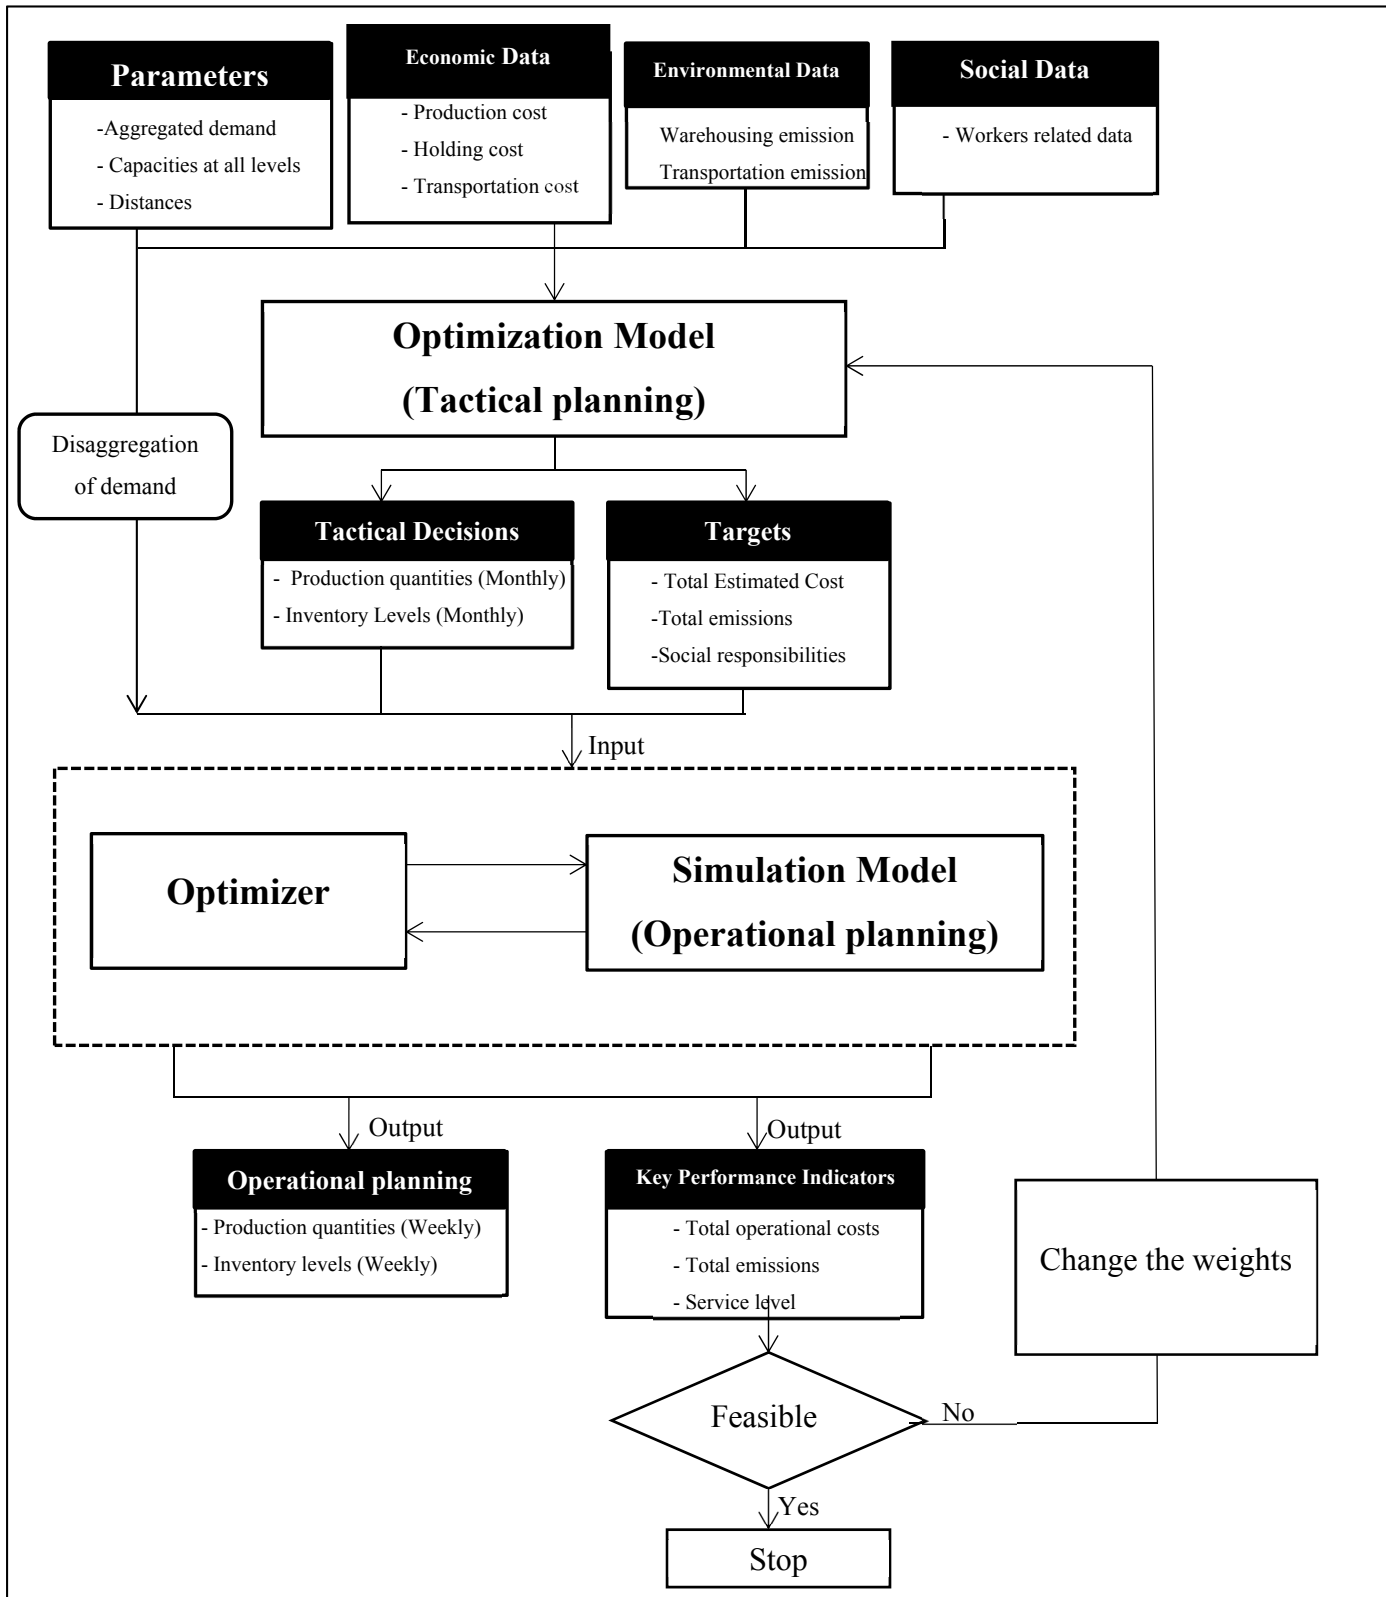 Parameters
-Aggregated demand
- Capacities at all levels
- Distances
Economic Data
- Production cost
- Holding cost
- Transportation cost
Environmental Data
Warehousing emission
Transportation emission
Social Data
- Workers related data
Optimization Model
(Tactical planning)
Disaggregation
of demand
Tactical Decisions
- Production quantities (Monthly)
- Inventory Levels (Monthly)
Targets
- Total Estimated Cost
-Total emissions
-Social responsibilities
Input
Optimizer
Simulation Model
(Operational planning)
Output
Output
Operational planning
- Production quantities (Weekly)
- Inventory levels (Weekly)
Key Performance Indicators
- Total operational costs
- Total emissions
- Service level
Change the weights
Feasible
No
Yes
Stop